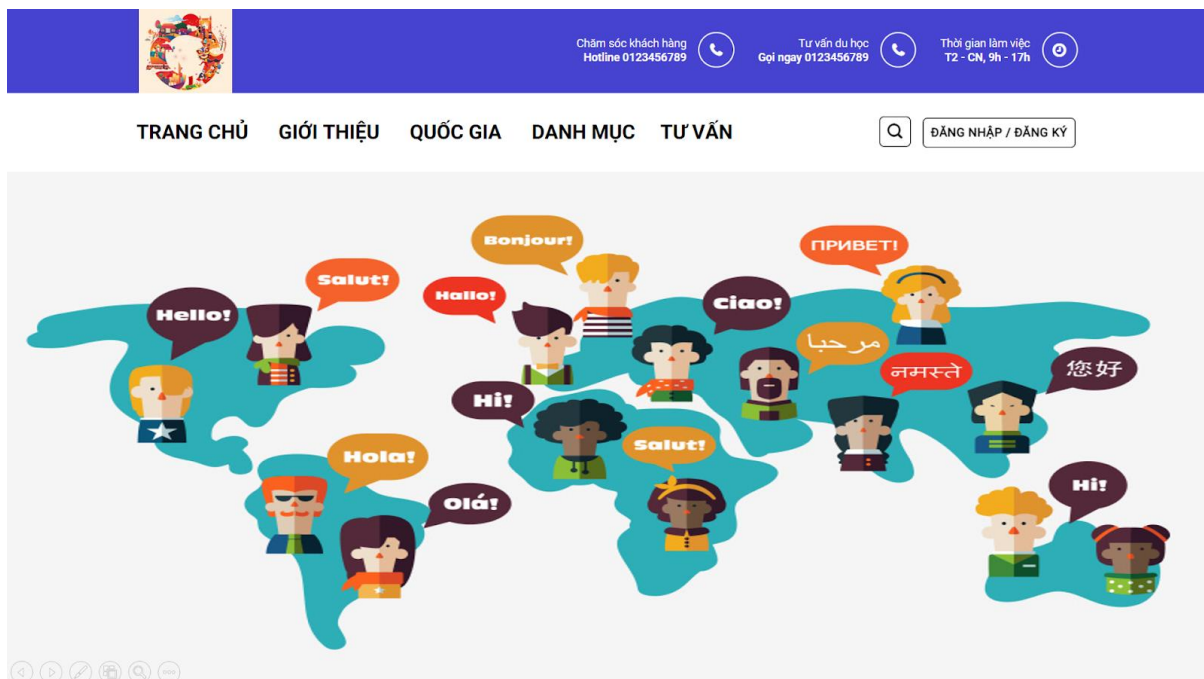 Chăm sóc khách hàng
Hotline 0123456789
Tư vấn du học
Gọi ngay 0123456789
Thời gian làm việc
T2 - CN, 9h - 17h
TRANG CHỦ GIỚI THIỆU QUỐC GIA DANH MỤC TƯ VẤN
ĐĂNG NHẬP / ĐĂNG KÝ
Bonjour!
ПРИВЕТ!
Salut!
Hallo!
Ciao!
Hello!
مرحبا
नमस्ते
您好
Hi!
Salut!
Hola!
Olá!
Hi!